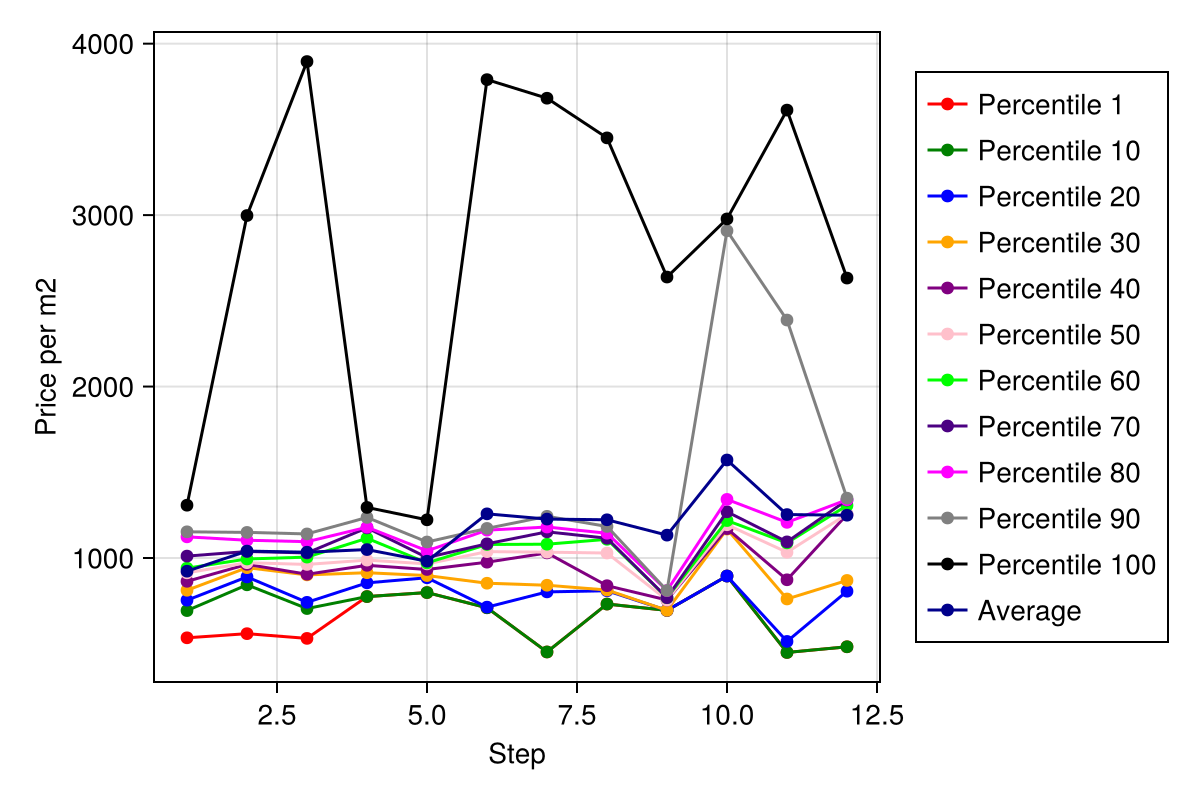 4000
3000
2000
1000
Price per m2
2.5
5.0
7.5
10.0
12.5
Step
Percentile 1
Percentile 10
Percentile 20
Percentile 30
Percentile 40
Percentile 50
Percentile 60
Percentile 70
Percentile 80
Percentile 90
Percentile 100
Average